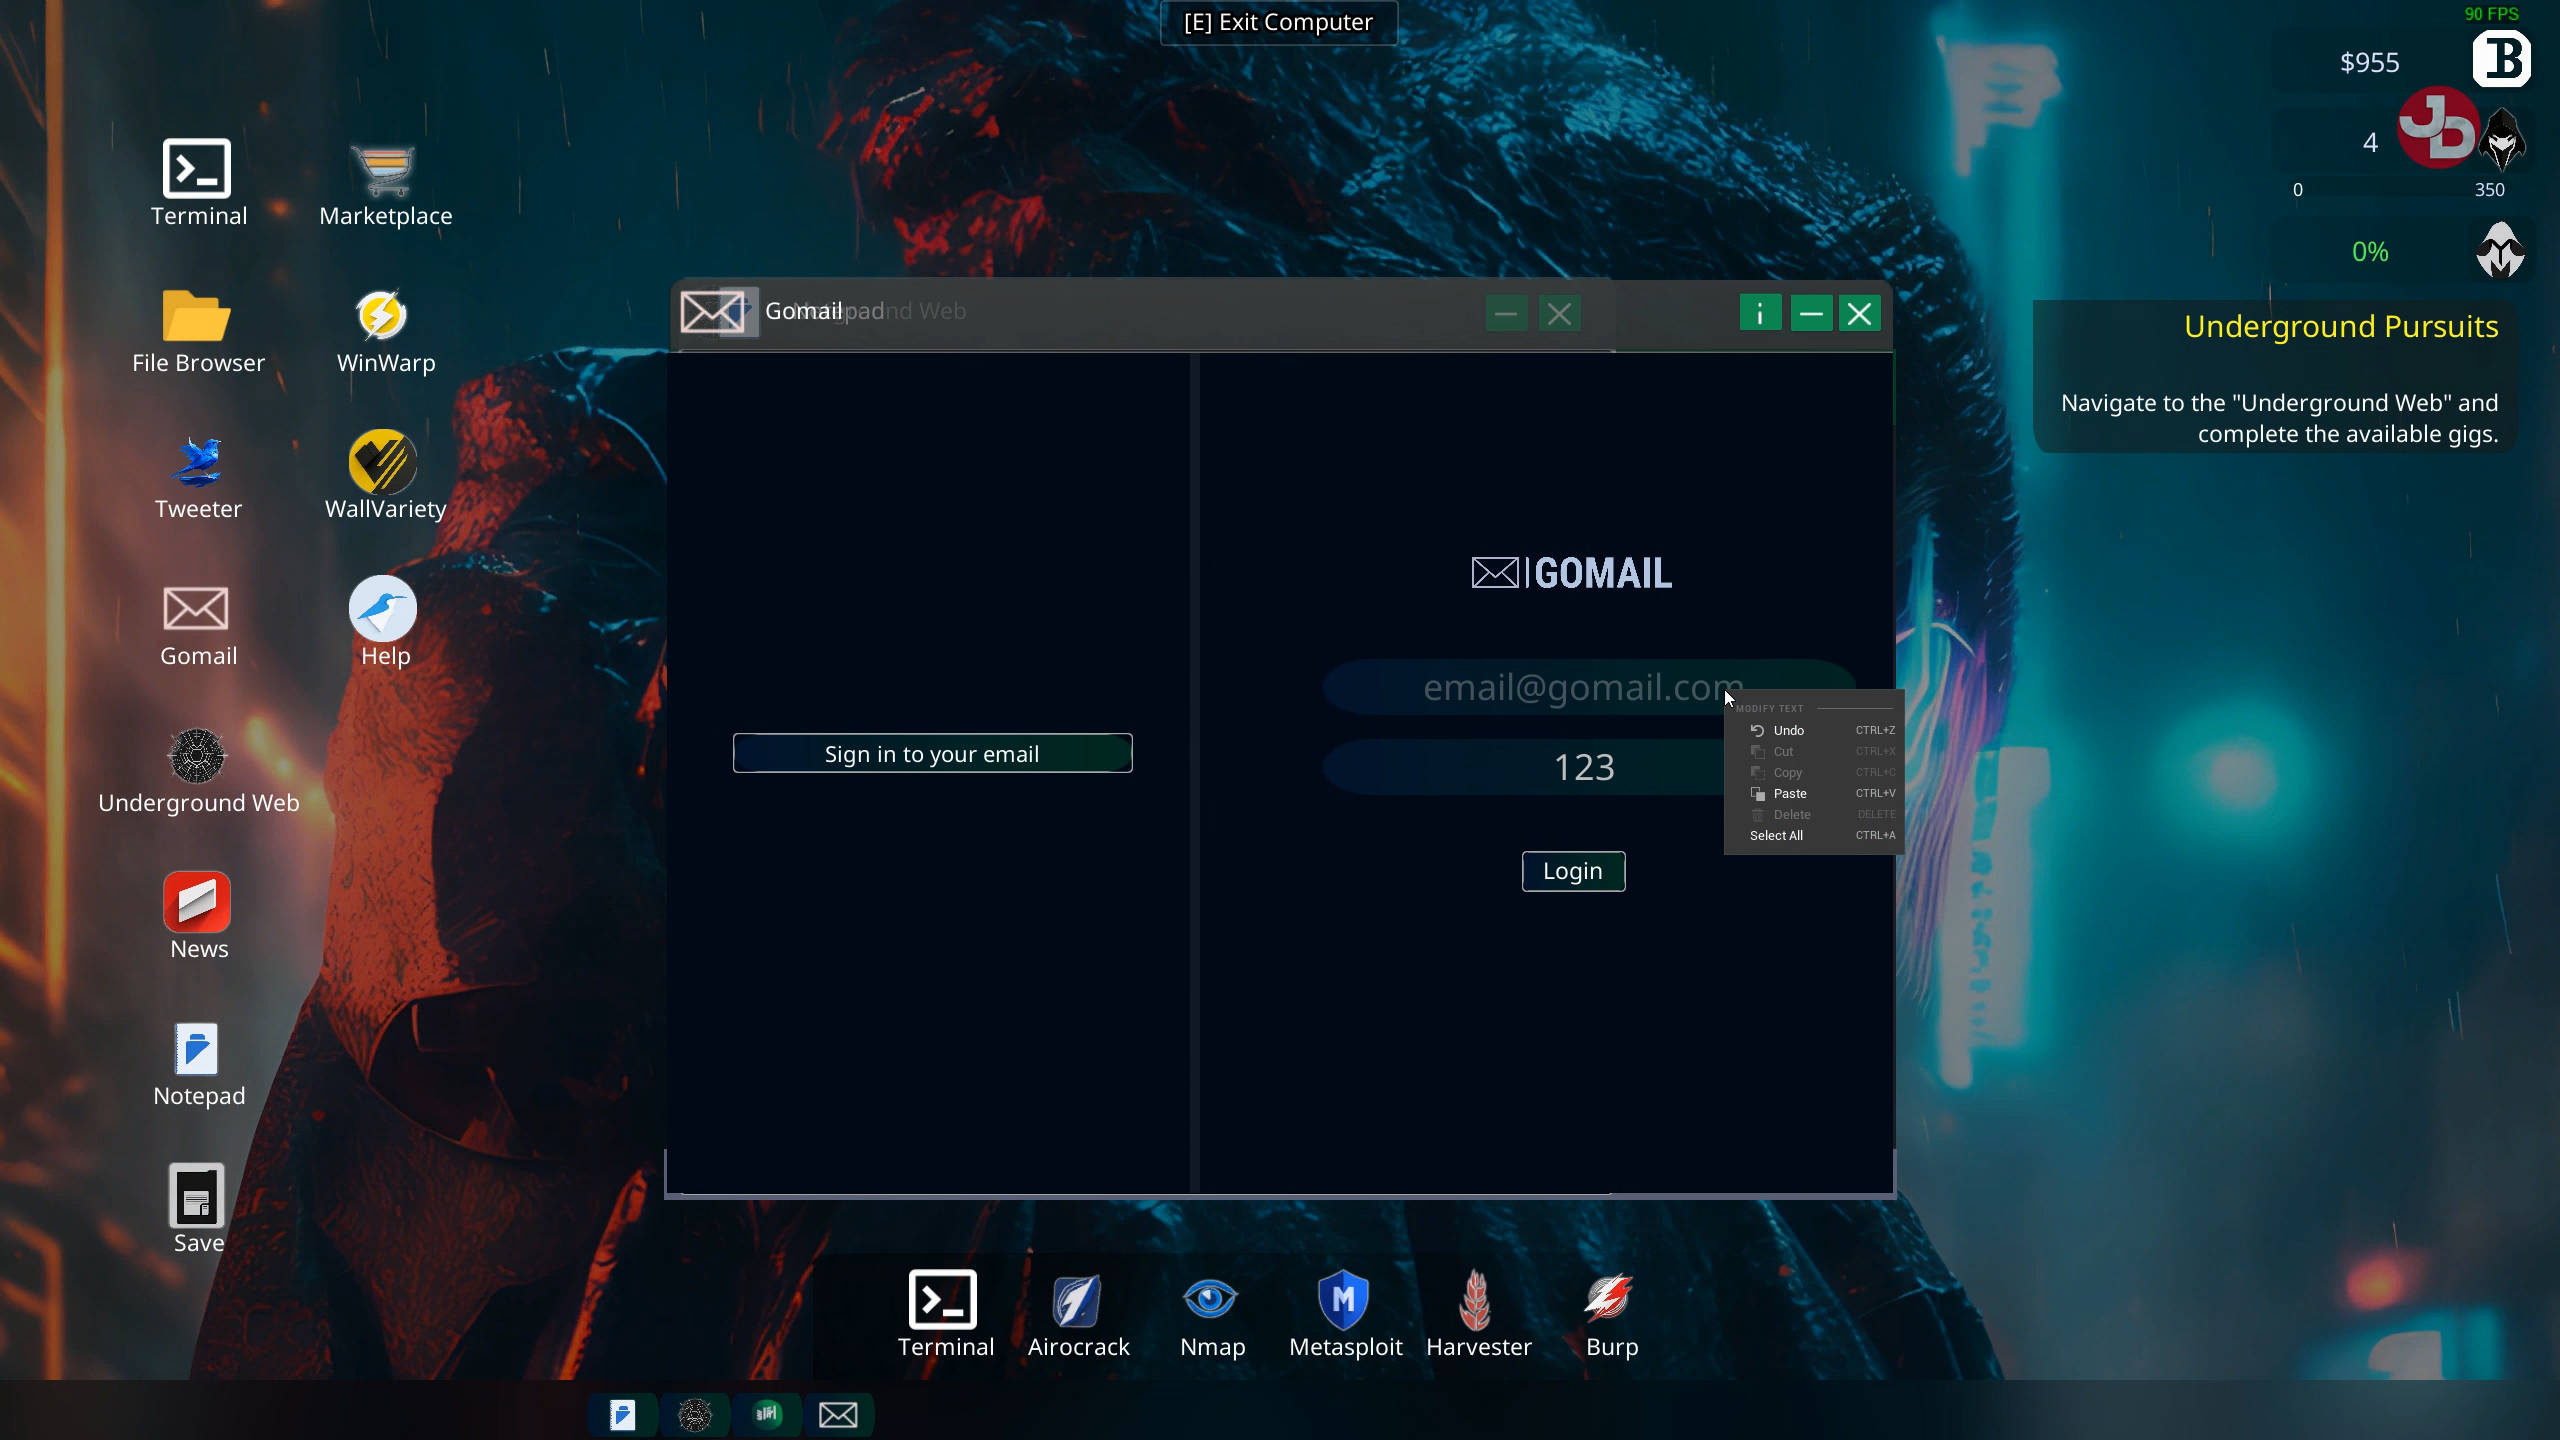 [E] Exit Computer
90 FPS
$955
B
4
JD
0 350
0%
Underground Pursuits
Navigate to the "Underground Web" and
complete the available gigs.
Terminal
Marketplace
File Browser
WinWarp
Tweeter
WallVariety
Gomail
Help
Underground Web
News
Notepad
Save
Gomail
i
GOMAIL
email@gomail.com
123
Login
Sign in to your email
MODIFY TEXT
Undo CTRL+Z
Cut CTRL+X
Copy CTRL+C
Paste CTRL+V
Delete DELETE
Select All CTRL+A
Terminal
Airocrack
Nmap
M
Metasploit
Harvester
Burp